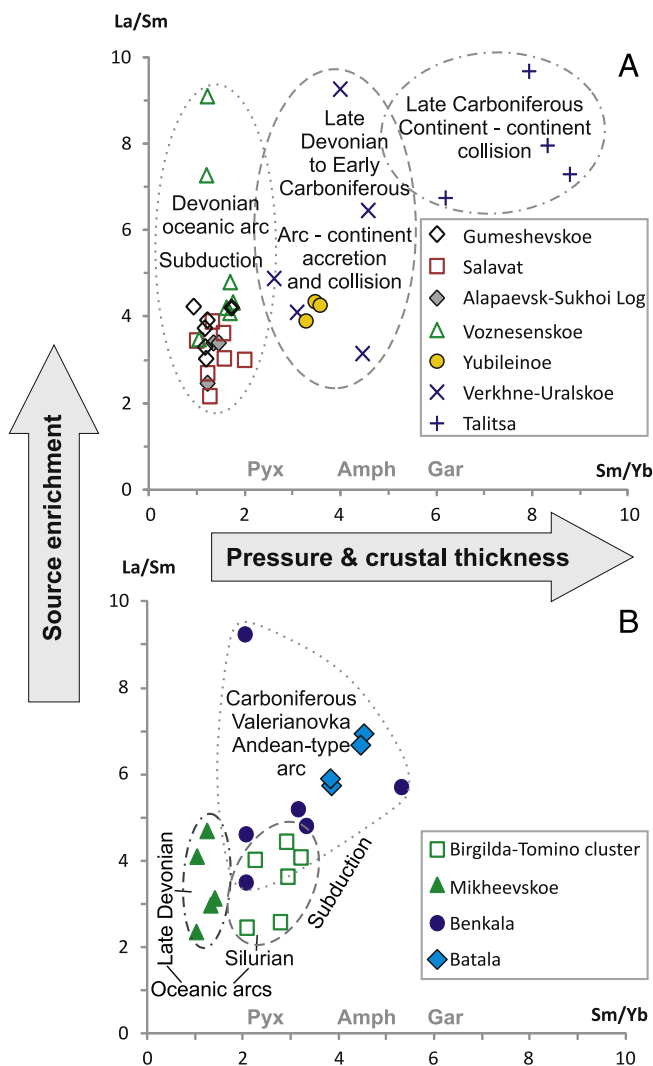 La/Sm
A
10
8
6
4
2
0
Late Carboniferous
Continent - continent
collision
Late
Devonian
to Early
Carboniferous
Arc - continent
accretion
and collision
Devonian
oceanic arc
Subduction
Gumeshevskoe
Salavat
Alapaevsk-Sukhoi Log
Voznesenskoe
Yubileinoe
Verkhne-Uralskoe
Talitsa
Pyx Amph Gar Sm/Yb
0 2 4 6 8 10
Source enrichment
Pressure & crustal thickness
La/Sm
B
10
8
6
4
2
0
Carboniferous
Valerianovka
Andean-type
arc
Subduction
Late Devonian
Silurian
Oceanic arcs
Birgilda-Tomino cluster
Mikheevskoe
Benkala
Batala
Pyx Amph Gar Sm/Yb
0 2 4 6 8 10